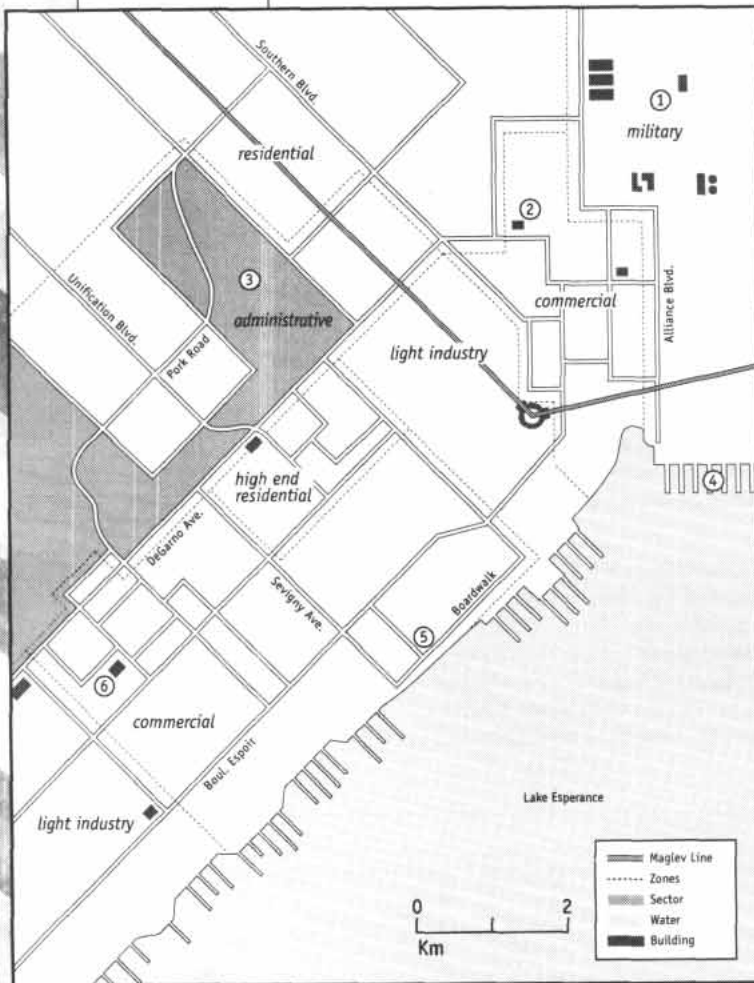 Southern Blvd.
residential
1
military
2
Unification Blvd.
3
administrative
Pork Road
commercial
Alliance Blvd.
light industry
high end
residential
4
DeGarno Ave.
Sevigny Ave.
Boardwalk
5
6
commercial
Boul. Espoir
light industry
Lake Esperance
0 2
Km
Maglev Line
Zones
Sector
Water
Building